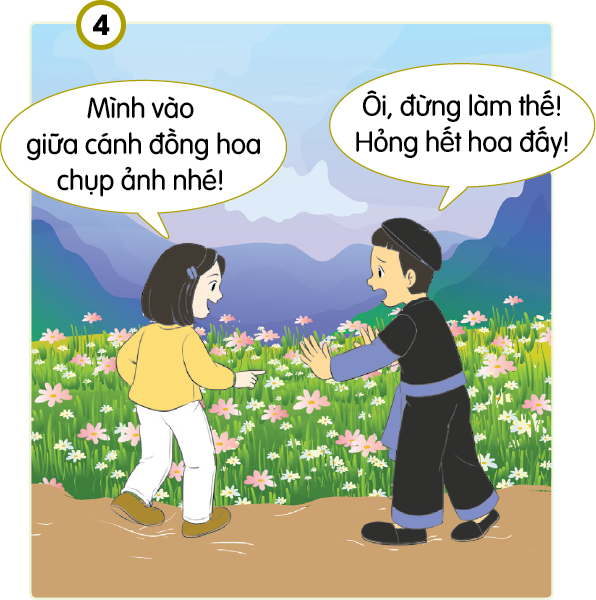 4
Mình vào
giữa cánh đồng hoa
chụp ảnh nhé!
Ôi, đừng làm thế!
Hỏng hết hoa đấy!